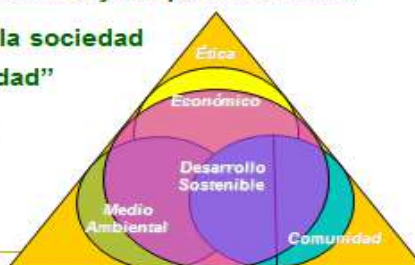 la sociedad
dad”
Ética
Económico
Desarrollo
Sostenible
Medio
Ambiental
Comunidad